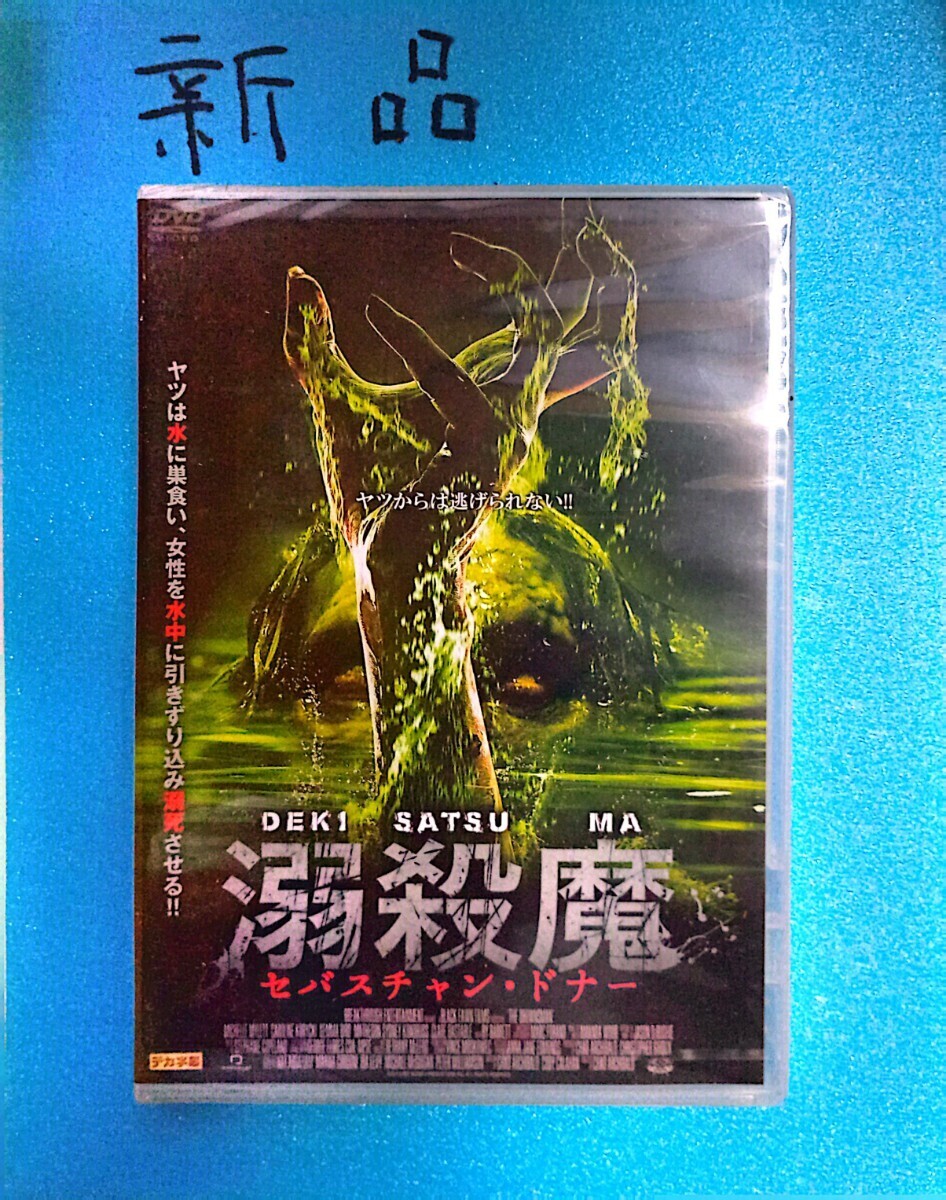 新品
DVD
VIDEO
ヤツは水に巣食い、女性を水中に引きずり込み溺死させる!!
ヤツからは逃げられない!!
DEKI SATSU MA
溺殺魔
セバスチャン・ドナー
デカ字幕